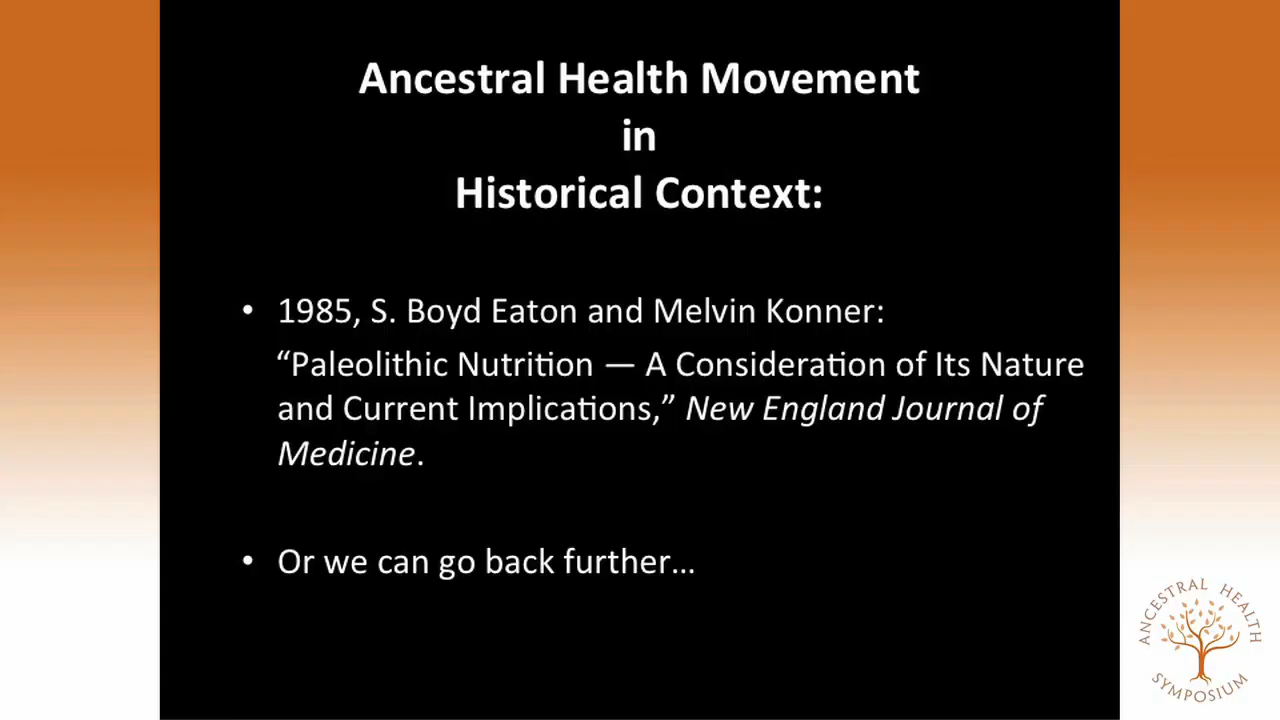 Ancestral Health Movement
in
Historical Context:
• 1985, S. Boyd Eaton and Melvin Konner:
“Paleolithic Nutrition — A Consideration of Its Nature
and Current Implications,” New England Journal of
Medicine.
• Or we can go back further…
ANCESTRAL HEALTH
SYMPOSIUM